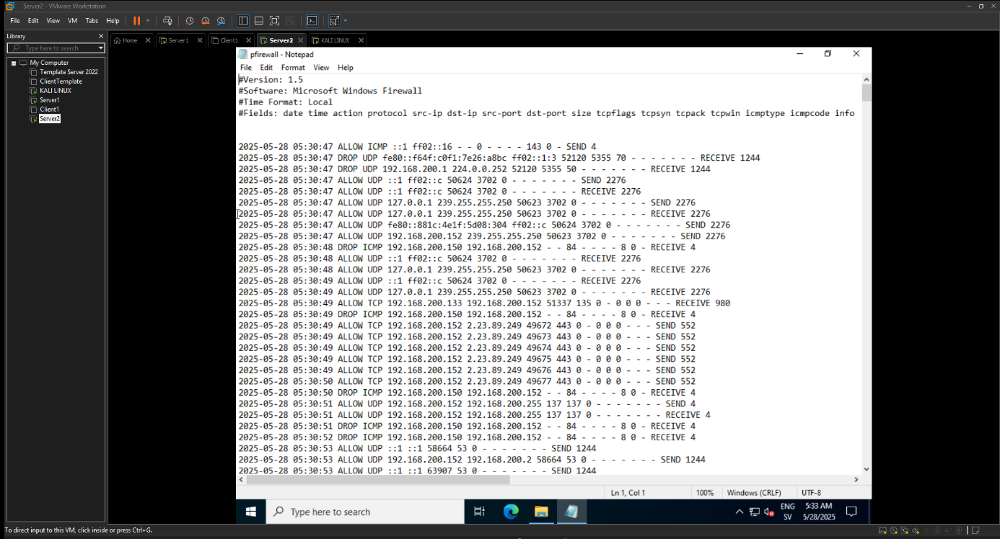 Server2 - VMware Workstation
File Edit View VM Tabs Help
Library
Type here to search
My Computer
Template Server 2022
ClientTemplate
KALI LINUX
Server1
Client1
Server2
Home Server1 Client1 Server2 KALI LINUX
pfirewall - Notepad
File Edit Format View Help
#Version: 1.5
#Software: Microsoft Windows Firewall
#Time Format: Local
#Fields: date time action protocol src-ip dst-ip src-port dst-port size tcpflags tcpsyn tcpack tcpwin icmptype icmpcode info
2025-05-28 05:30:47 ALLOW ICMP ::1 ff02::16 - - 0 - - - - 143 0 - SEND 4
2025-05-28 05:30:47 DROP UDP fe80::f64f:c0f1:7e26:a8bc ff02::1:3 52120 5355 70 - - - - - - - RECEIVE 1244
2025-05-28 05:30:47 DROP UDP 192.168.200.1 224.0.0.252 52120 5355 50 - - - - - - - RECEIVE 1244
2025-05-28 05:30:47 ALLOW UDP ::1 ff02::c 50624 3702 0 - - - - - - - SEND 2276
2025-05-28 05:30:47 ALLOW UDP ::1 ff02::c 50624 3702 0 - - - - - - - RECEIVE 2276
2025-05-28 05:30:47 ALLOW UDP 127.0.0.1 239.255.255.250 50623 3702 0 - - - - - - - SEND 2276
2025-05-28 05:30:47 ALLOW UDP 127.0.0.1 239.255.255.250 50623 3702 0 - - - - - - - RECEIVE 2276
2025-05-28 05:30:47 ALLOW UDP fe80::881c:4e1f:5d08:304 ff02::c 50624 3702 0 - - - - - - - SEND 2276
2025-05-28 05:30:47 ALLOW UDP 192.168.200.152 239.255.255.250 50623 3702 0 - - - - - - - SEND 2276
2025-05-28 05:30:48 DROP ICMP 192.168.200.150 192.168.200.152 - - 84 - - - - 8 0 - RECEIVE 4
2025-05-28 05:30:48 ALLOW UDP ::1 ff02::c 50624 3702 0 - - - - - - - RECEIVE 2276
2025-05-28 05:30:48 ALLOW UDP 127.0.0.1 239.255.255.250 50623 3702 0 - - - - - - - RECEIVE 2276
2025-05-28 05:30:49 ALLOW UDP ::1 ff02::c 50624 3702 0 - - - - - - - RECEIVE 2276
2025-05-28 05:30:49 ALLOW UDP 127.0.0.1 239.255.255.250 50623 3702 0 - - - - - - - RECEIVE 2276
2025-05-28 05:30:49 ALLOW TCP 192.168.200.133 192.168.200.152 51337 135 0 - 0 0 0 - - - RECEIVE 980
2025-05-28 05:30:49 DROP ICMP 192.168.200.150 192.168.200.152 - - 84 - - - - 8 0 - RECEIVE 4
2025-05-28 05:30:49 ALLOW TCP 192.168.200.152 2.23.89.249 49672 443 0 - 0 0 0 - - - SEND 552
2025-05-28 05:30:49 ALLOW TCP 192.168.200.152 2.23.89.249 49673 443 0 - 0 0 0 - - - SEND 552
2025-05-28 05:30:49 ALLOW TCP 192.168.200.152 2.23.89.249 49674 443 0 - 0 0 0 - - - SEND 552
2025-05-28 05:30:49 ALLOW TCP 192.168.200.152 2.23.89.249 49675 443 0 - 0 0 0 - - - SEND 552
2025-05-28 05:30:49 ALLOW TCP 192.168.200.152 2.23.89.249 49676 443 0 - 0 0 0 - - - SEND 552
2025-05-28 05:30:50 ALLOW TCP 192.168.200.152 2.23.89.249 49677 443 0 - 0 0 0 - - - SEND 552
2025-05-28 05:30:50 DROP ICMP 192.168.200.150 192.168.200.152 - - 84 - - - - 8 0 - RECEIVE 4
2025-05-28 05:30:51 ALLOW UDP 192.168.200.152 192.168.200.255 137 137 0 - - - - - - - SEND 4
2025-05-28 05:30:51 ALLOW UDP 192.168.200.152 192.168.200.255 137 137 0 - - - - - - - RECEIVE 4
2025-05-28 05:30:51 DROP ICMP 192.168.200.150 192.168.200.152 - - 84 - - - - 8 0 - RECEIVE 4
2025-05-28 05:30:52 DROP ICMP 192.168.200.150 192.168.200.152 - - 84 - - - - 8 0 - RECEIVE 4
2025-05-28 05:30:53 ALLOW UDP ::1 ::1 58664 53 0 - - - - - - - SEND 1244
2025-05-28 05:30:53 ALLOW UDP 192.168.200.152 192.168.200.2 58664 53 0 - - - - - - - SEND 1244
2025-05-28 05:30:53 ALLOW UDP ::1 ::1 63907 53 0 - - - - - - - SEND 1244
Ln 1, Col 1 100% Windows (CRLF) UTF-8
Type here to search
ENG
SV
5:33 AM
5/28/2025
To direct input to this VM, click inside or press Ctrl+G.